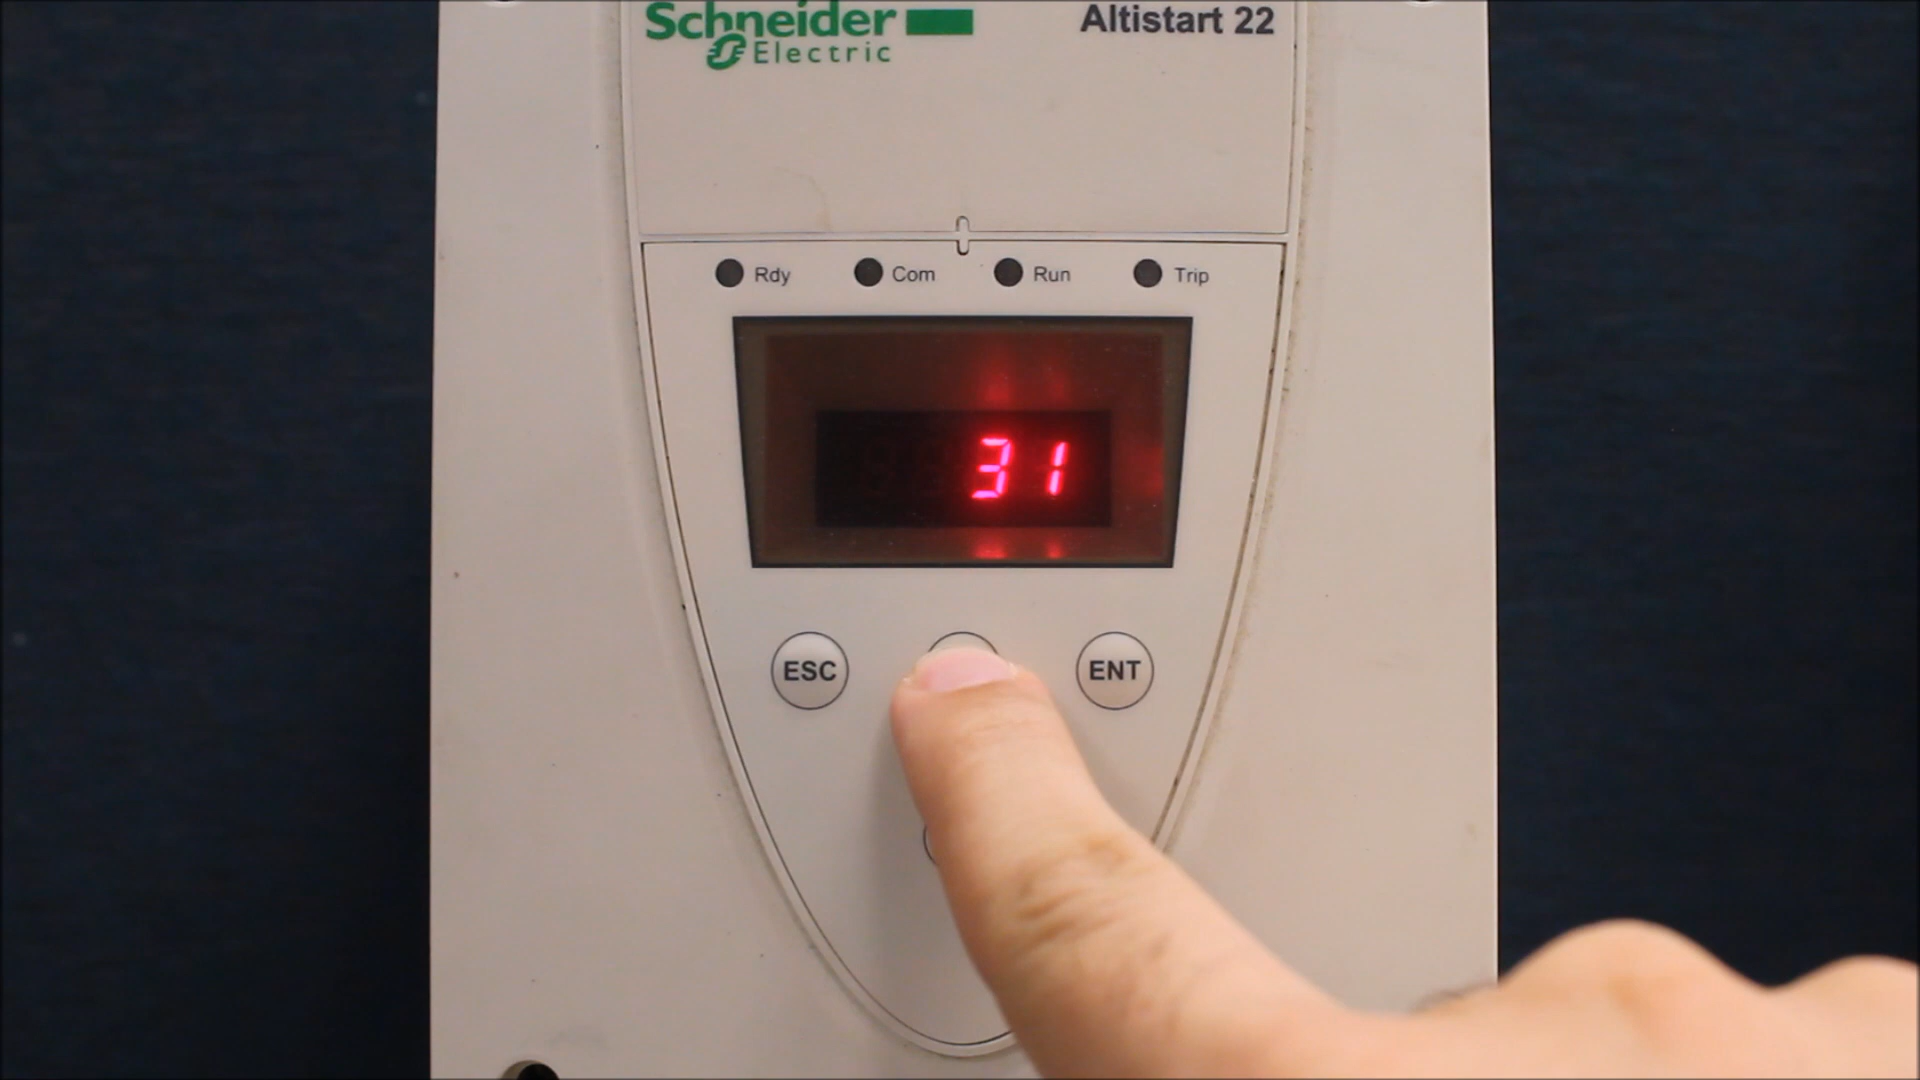 Schneider
Electric
Altistart 22
Rdy
Com
Run
Trip
31
ESC
ENT